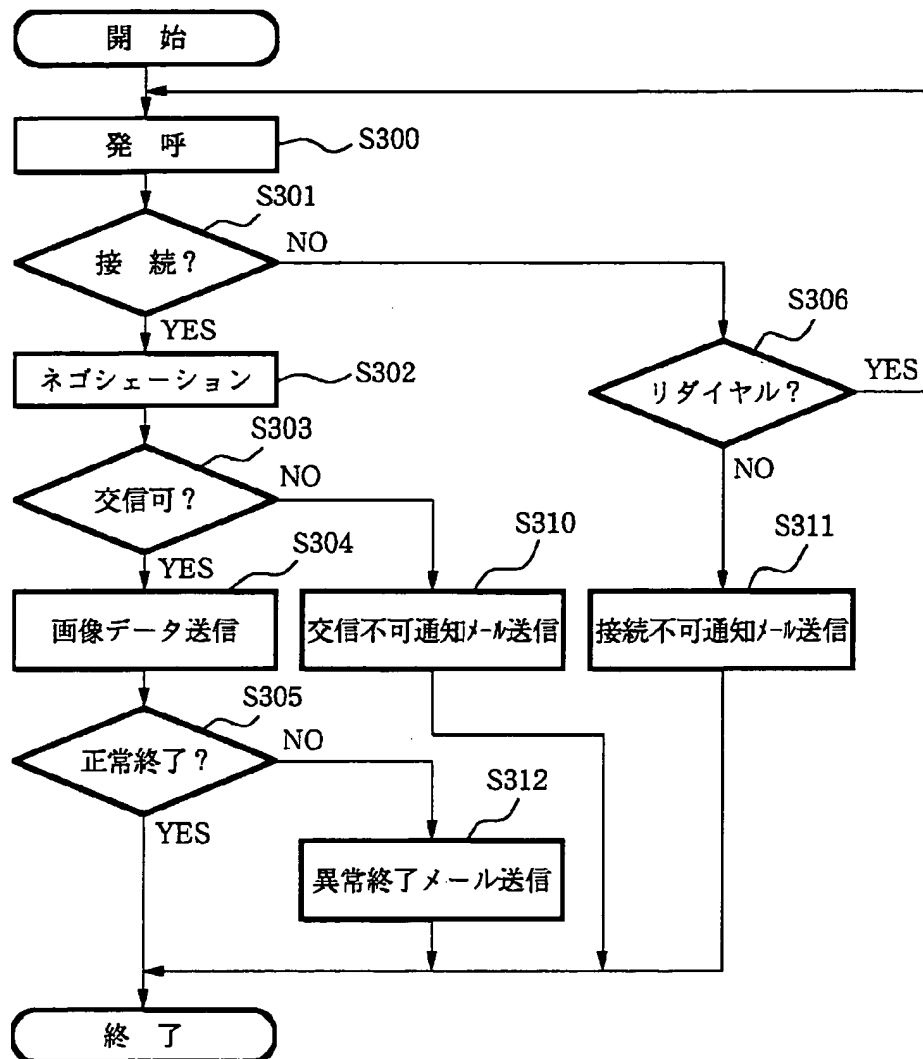 開 始
発 呼
S300
S301
接 続?
NO
YES
S306
ネゴシェーション
S302
リダイヤル?
YES
S303
交信可?
NO
NO
YES
S304
S310
S311
画像データ送信
交信不可通知メール送信
接続不可通知メール送信
S305
正常終了?
NO
S312
YES
異常終了メール送信
終 了